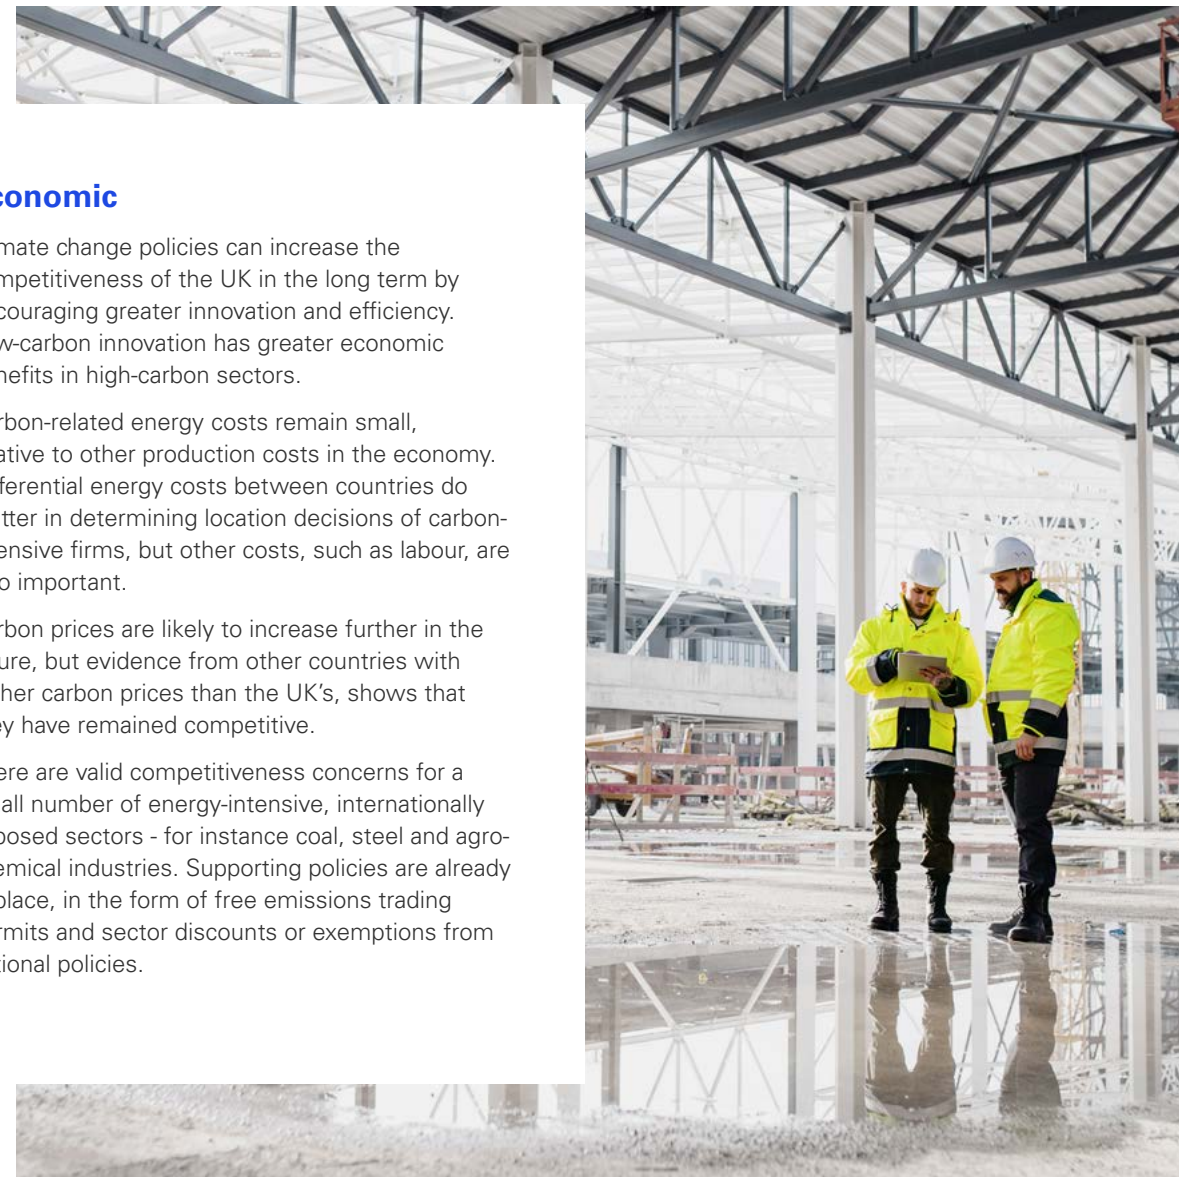 conomic
mate change policies can increase the
mpetitiveness of the UK in the long term by
couraging greater innovation and efficiency.
w-carbon innovation has greater economic
nefits in high-carbon sectors.
rbon-related energy costs remain small,
ative to other production costs in the economy.
ferential energy costs between countries do
tter in determining location decisions of carbon-
ensive firms, but other costs, such as labour, are
o important.
rbon prices are likely to increase further in the
ure, but evidence from other countries with
her carbon prices than the UK’s, shows that
ey have remained competitive.
ere are valid competitiveness concerns for a
all number of energy-intensive, internationally
posed sectors - for instance coal, steel and agro-
emical industries. Supporting policies are already
place, in the form of free emissions trading
rmits and sector discounts or exemptions from
tional policies.